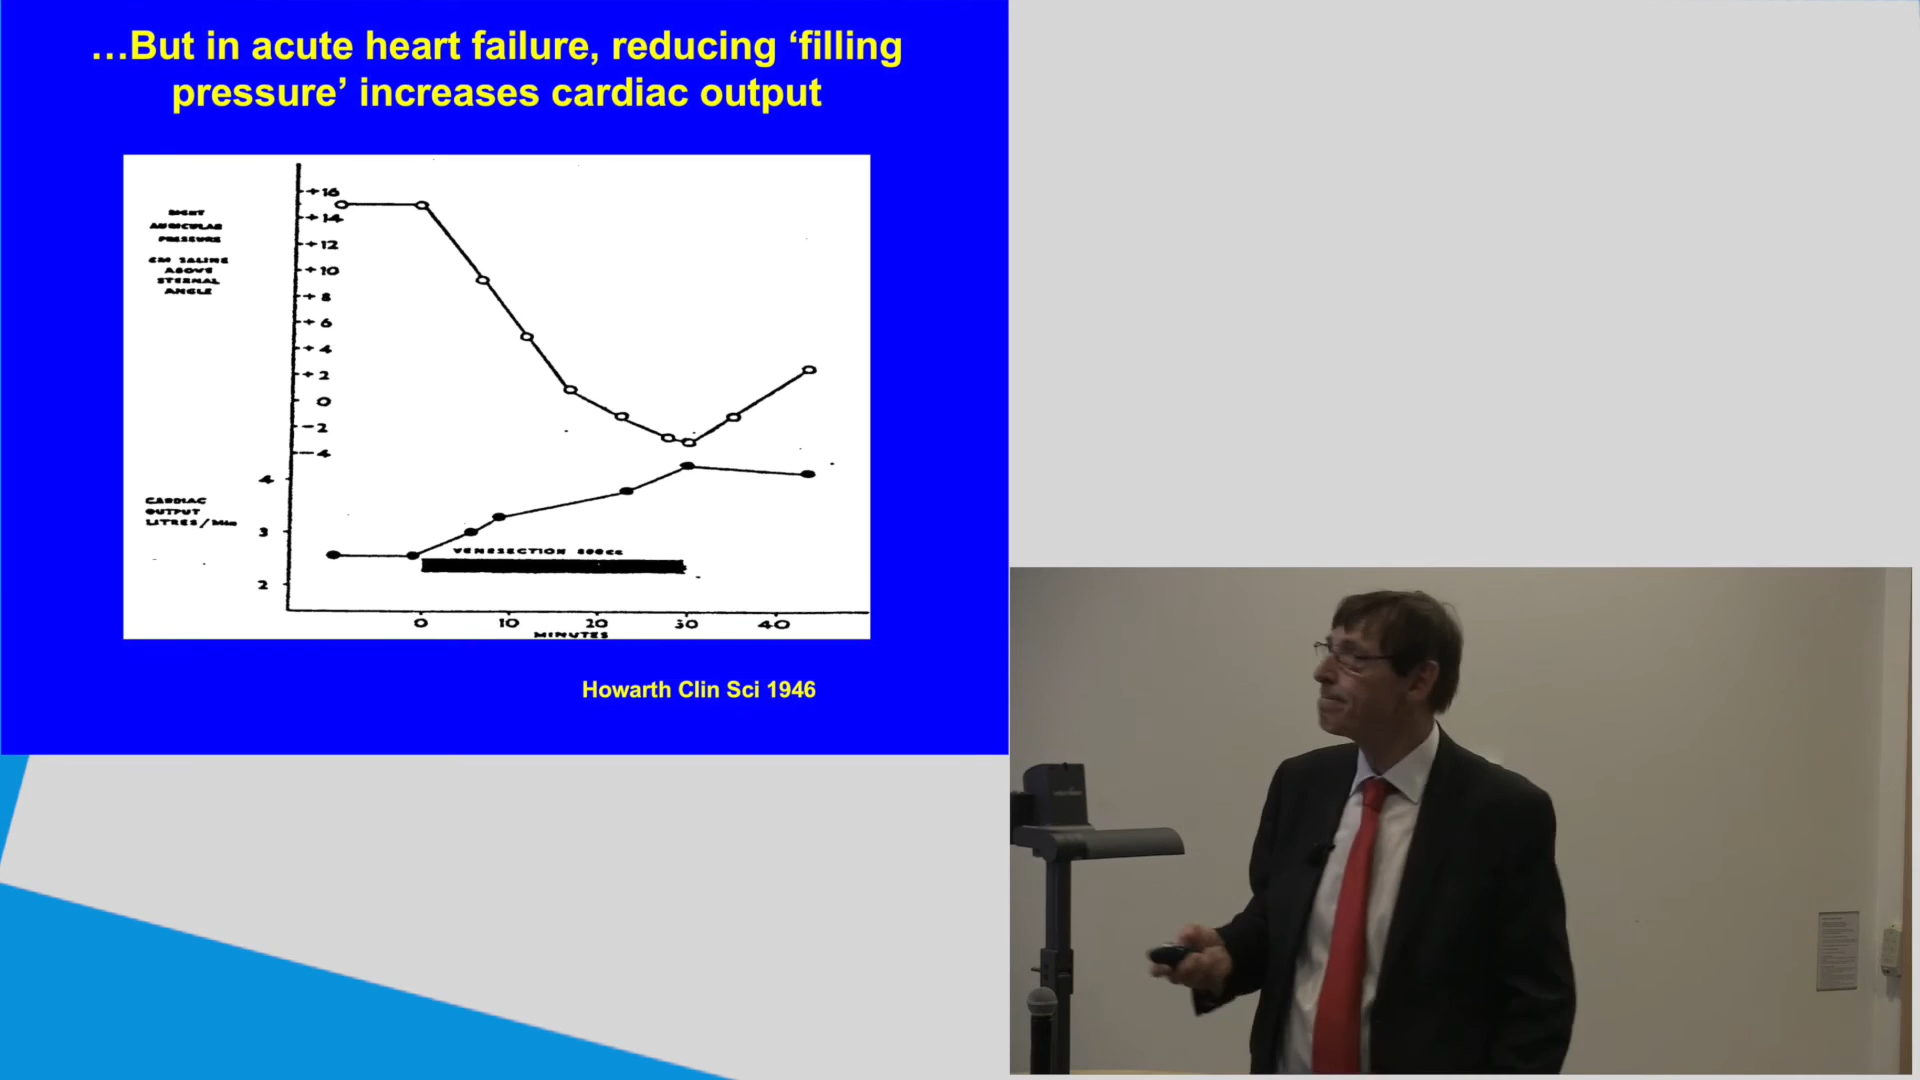 …But in acute heart failure, reducing ‘filling
pressure’ increases cardiac output
+16
+14
+12
+10
+8
+6
+4
+2
0
−2
−4
RIGHT
AURICULAR
PRESSURE
CM SALINE
ABOVE
STERNAL
ANGLE
4
3
2
CARDIAC
OUTPUT
LITRES/MIN
VENESECTION
0 10 20 30 40
MINUTES
Howarth Clin Sci 1946